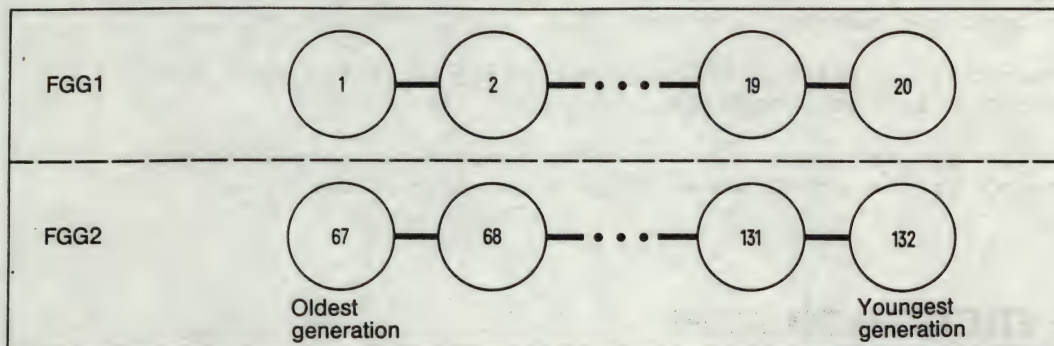 FGG1 1 2 19 20
FGG2 67 68 131 132
Oldest generation
Youngest generation